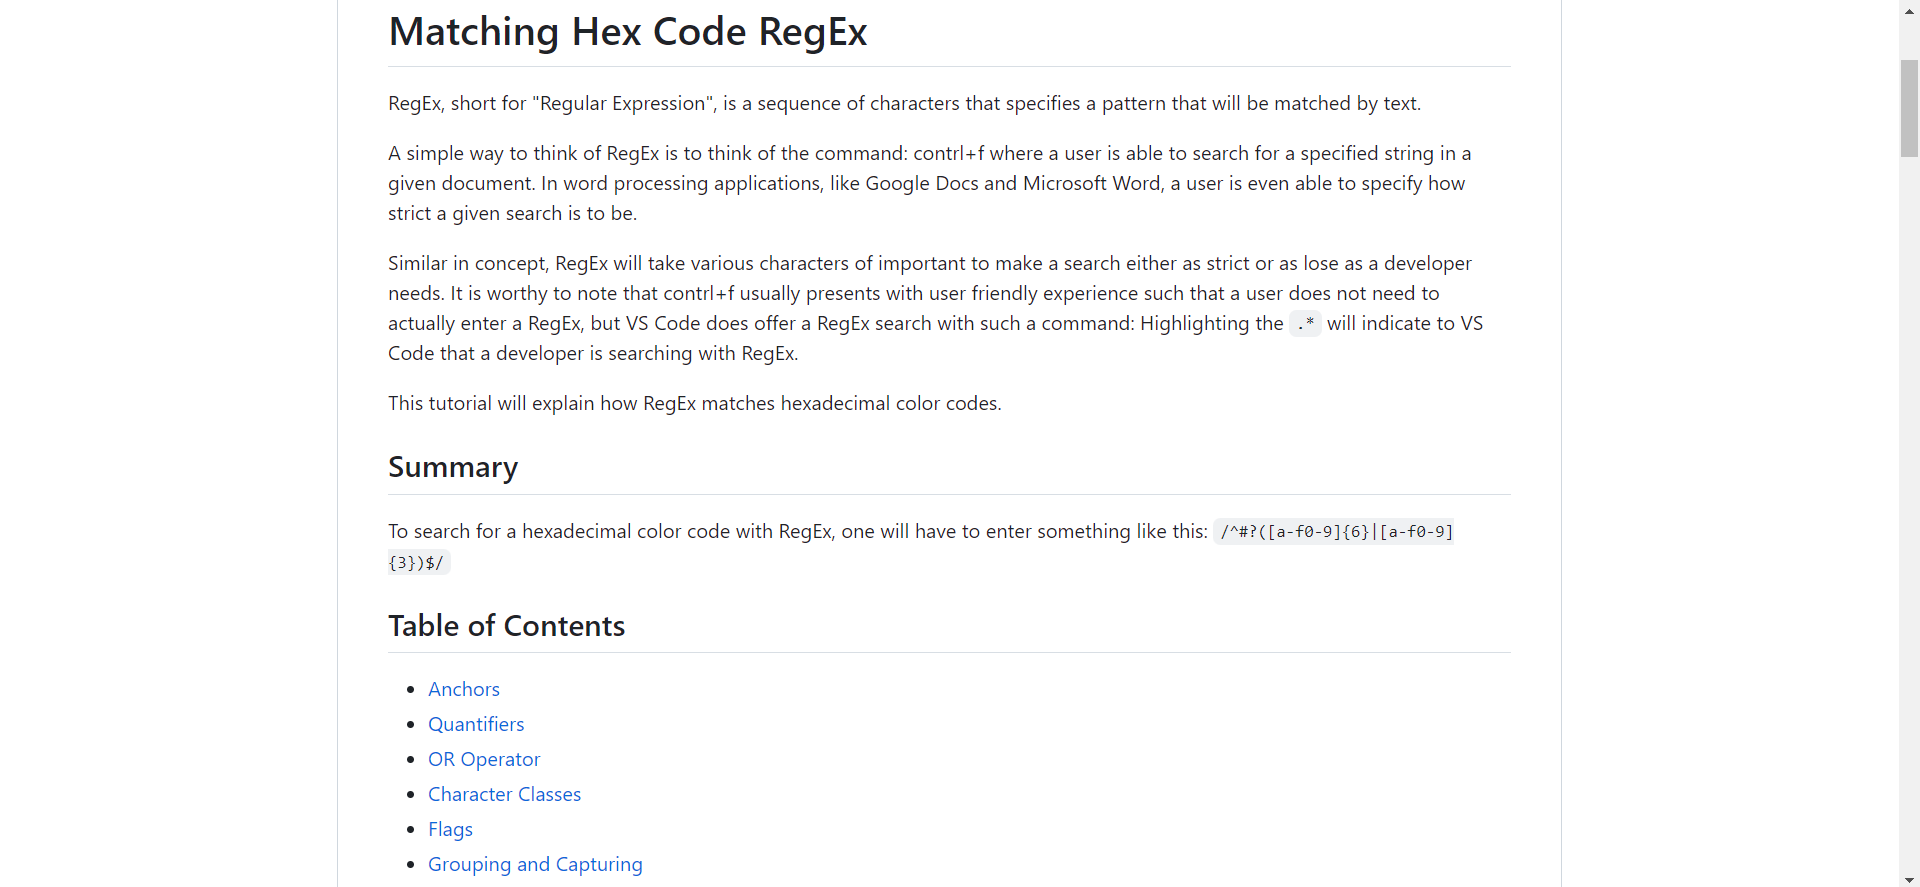 Matching Hex Code RegEx
RegEx, short for "Regular Expression", is a sequence of characters that specifies a pattern that will be matched by text.
A simple way to think of RegEx is to think of the command: contrl+f where a user is able to search for a specified string in a
given document. In word processing applications, like Google Docs and Microsoft Word, a user is even able to specify how
strict a given search is to be.
Similar in concept, RegEx will take various characters of important to make a search either as strict or as lose as a developer
needs. It is worthy to note that contrl+f usually presents with user friendly experience such that a user does not need to
actually enter a RegEx, but VS Code does offer a RegEx search with such a command: Highlighting the .* will indicate to VS
Code that a developer is searching with RegEx.
This tutorial will explain how RegEx matches hexadecimal color codes.
Summary
To search for a hexadecimal color code with RegEx, one will have to enter something like this: /^#?([a-f0-9]{6}|[a-f0-9]
{3})$/
Table of Contents
Anchors
Quantifiers
OR Operator
Character Classes
Flags
Grouping and Capturing